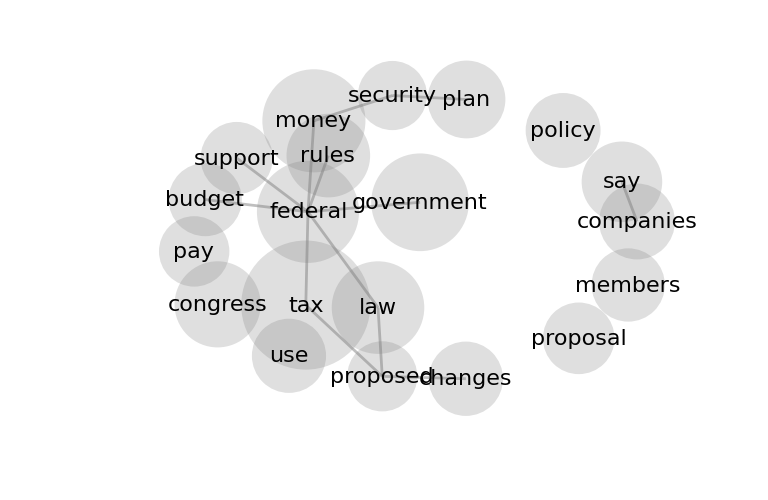 security
plan
money
policy
rules
support
say
budget
federal
government
companies
pay
members
congress
tax
law
proposal
use
proposed
changes